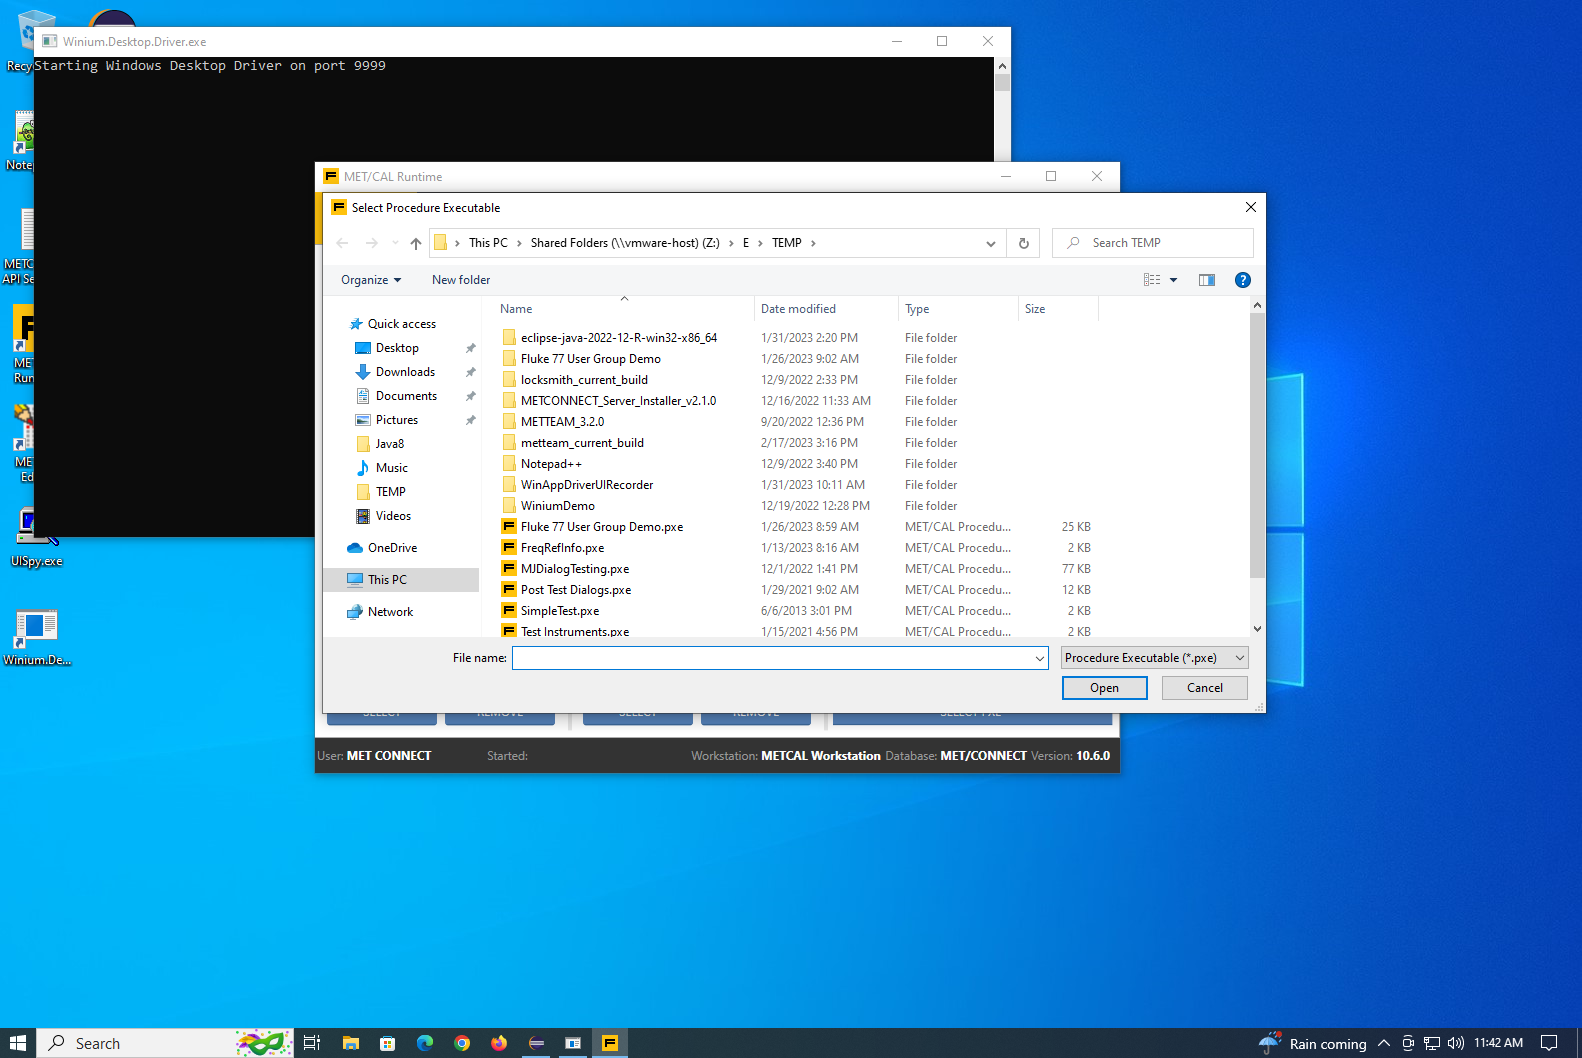 Winium.Desktop.Driver.exe
Starting Windows Desktop Driver on port 9999
MET/CAL Runtime
Select Procedure Executable
This PC
Shared Folders (\\vmware-host) (Z:)
E
TEMP
Search TEMP
Organize
New folder
Name
Date modified
Type
Size
Quick access
Desktop
Downloads
Documents
Pictures
Java8
Music
TEMP
Videos
OneDrive
This PC
Network
eclipse-java-2022-12-R-win32-x86_64 1/31/2023 2:20 PM File folder
Fluke 77 User Group Demo 1/26/2023 9:02 AM File folder
locksmith_current_build 12/9/2022 2:33 PM File folder
METCONNECT_Server_Installer_v2.1.0 12/16/2022 11:33 AM File folder
METTEAM_3.2.0 9/20/2022 12:36 PM File folder
metteam_current_build 2/17/2023 3:16 PM File folder
Notepad++ 12/9/2022 3:40 PM File folder
WinAppDriverUIRecorder 1/31/2023 10:11 AM File folder
WiniumDemo 12/19/2022 12:28 PM File folder
Fluke 77 User Group Demo.pxe 1/26/2023 8:59 AM MET/CAL Procedu... 25 KB
FreqRefInfo.pxe 1/13/2023 8:16 AM MET/CAL Procedu... 2 KB
MJDialogTesting.pxe 12/1/2022 1:41 PM MET/CAL Procedu... 77 KB
Post Test Dialogs.pxe 1/29/2021 9:02 AM MET/CAL Procedu... 12 KB
SimpleTest.pxe 6/6/2013 3:01 PM MET/CAL Procedu... 2 KB
Test Instruments.pxe 1/15/2021 4:56 PM MET/CAL Procedu... 2 KB
File name:
Procedure Executable (*.pxe)
Open
Cancel
SELECT
REMOVE
SELECT
REMOVE
SELECT PXE
User: MET CONNECT
Started:
Workstation: METCAL Workstation Database: MET/CONNECT Version: 10.6.0
Recy
Note
METC
API Se
ME
Run
ME
Ed
UISpy.exe
Winium.De...
Search
Rain coming
11:42 AM